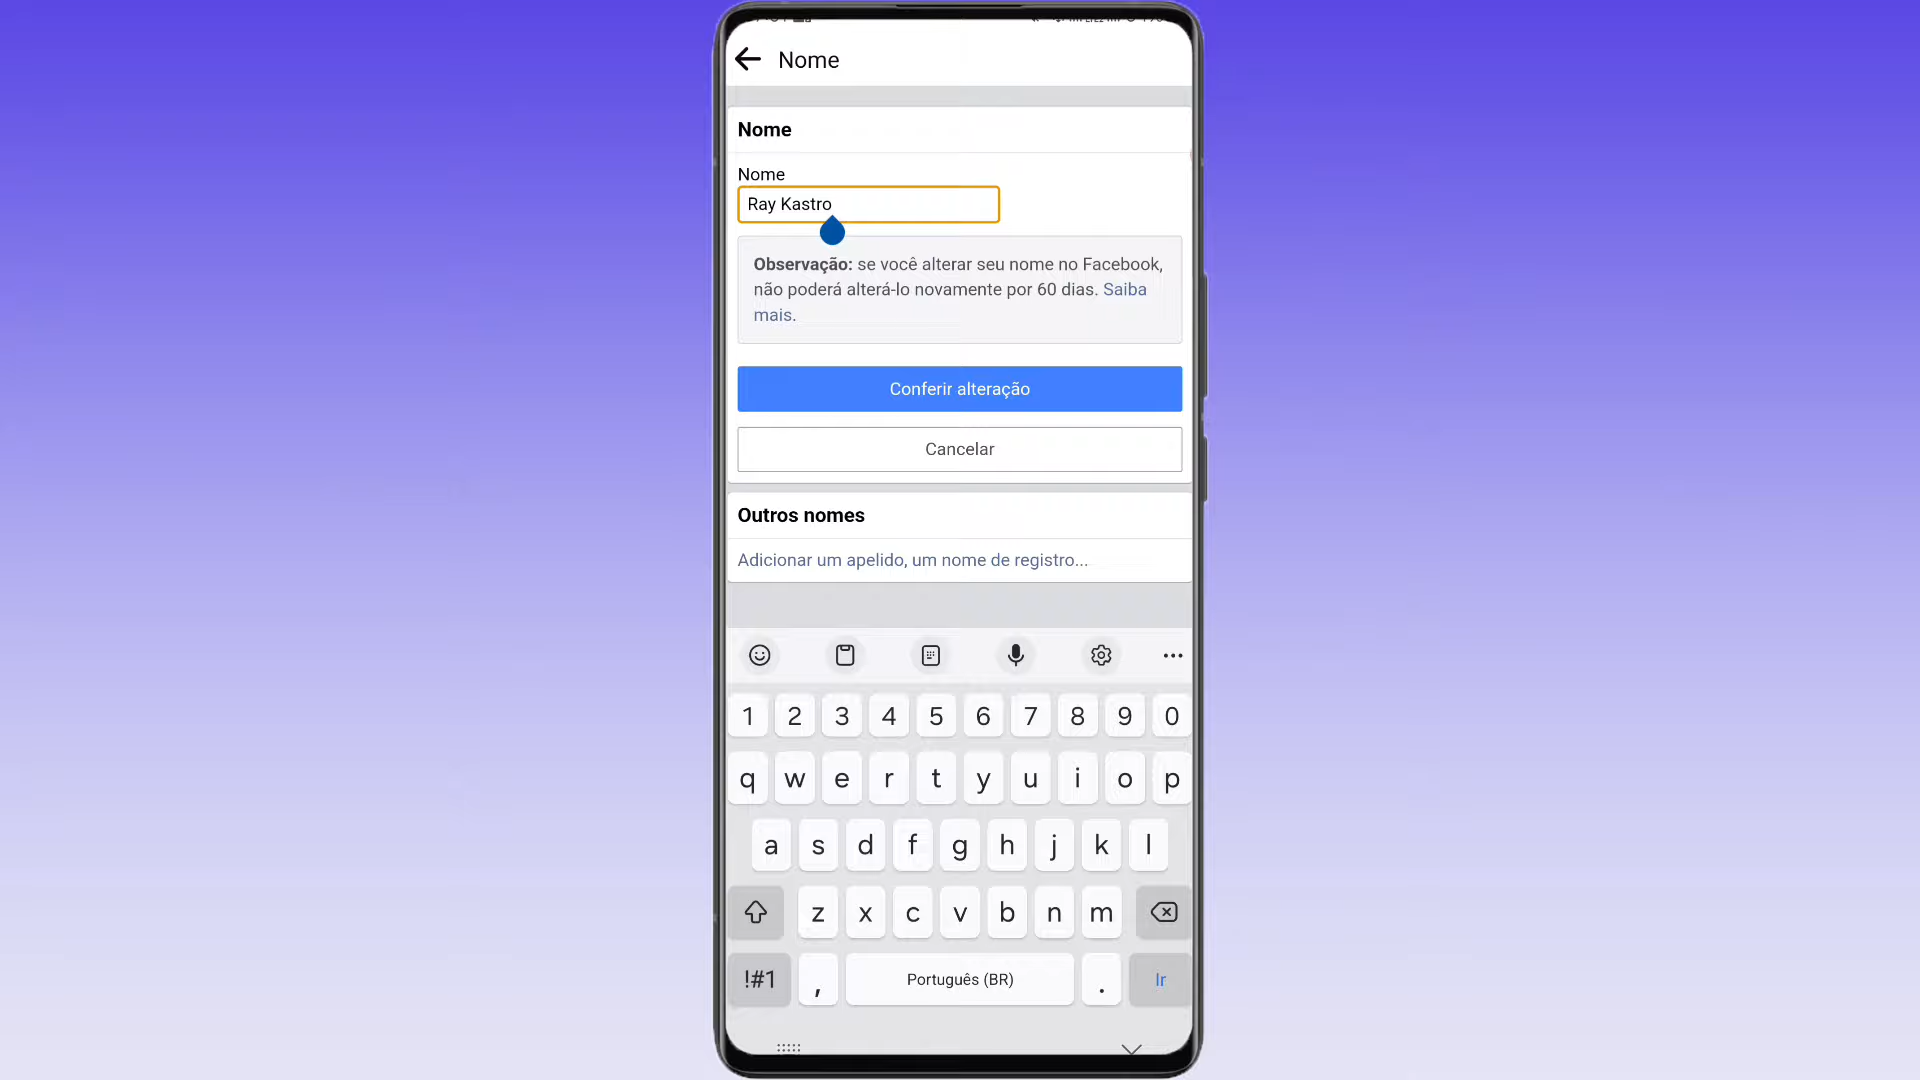 Nome
Nome
Nome
Ray Kastro
Observação: se você alterar seu nome no Facebook,
não poderá alterá-lo novamente por 60 dias. Saiba
mais.
Conferir alteração
Cancelar
Outros nomes
Adicionar um apelido, um nome de registro...
1 2 3 4 5 6 7 8 9 0
q w e r t y u i o p
a s d f g h j k l
z x c v b n m
!#1 , Português (BR) . Ir